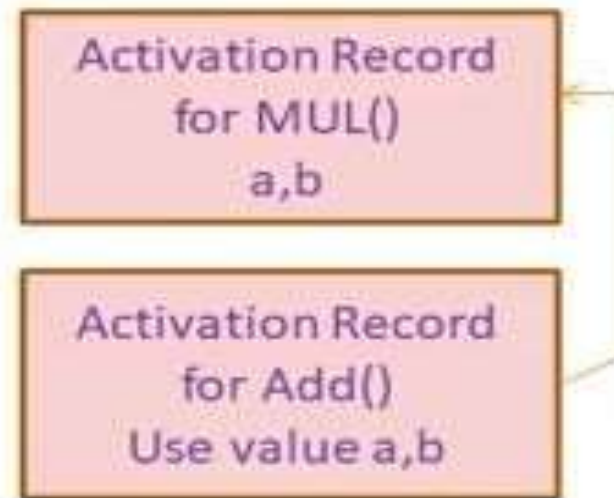 Activation Record
for MUL()
a,b
Activation Record
for Add()
Use value a,b